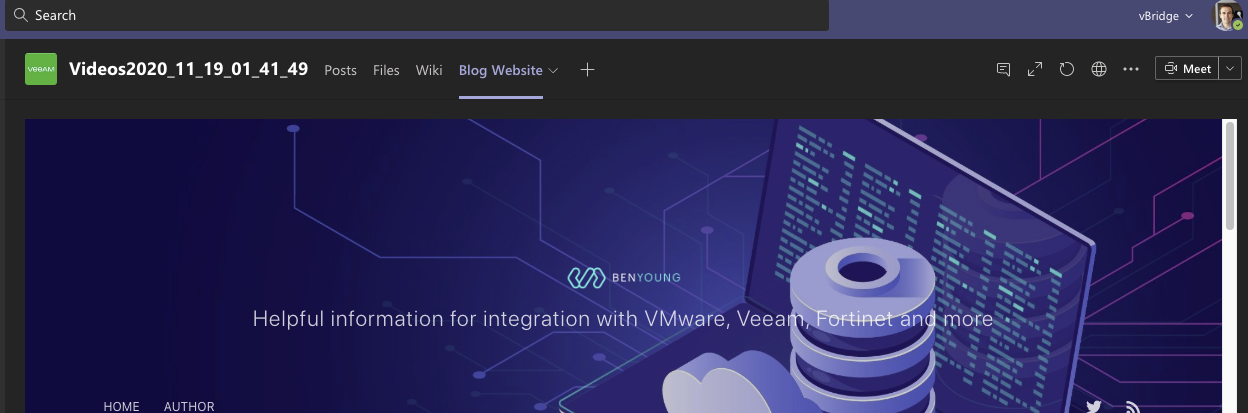 Search
vBridge
veeAM
Videos2020_11_19_01_41_49 Posts Files Wiki Blog Website
Meet
BENYOUNG
Helpful information for integration with VMware, Veeam, Fortinet and more
HOME AUTHOR